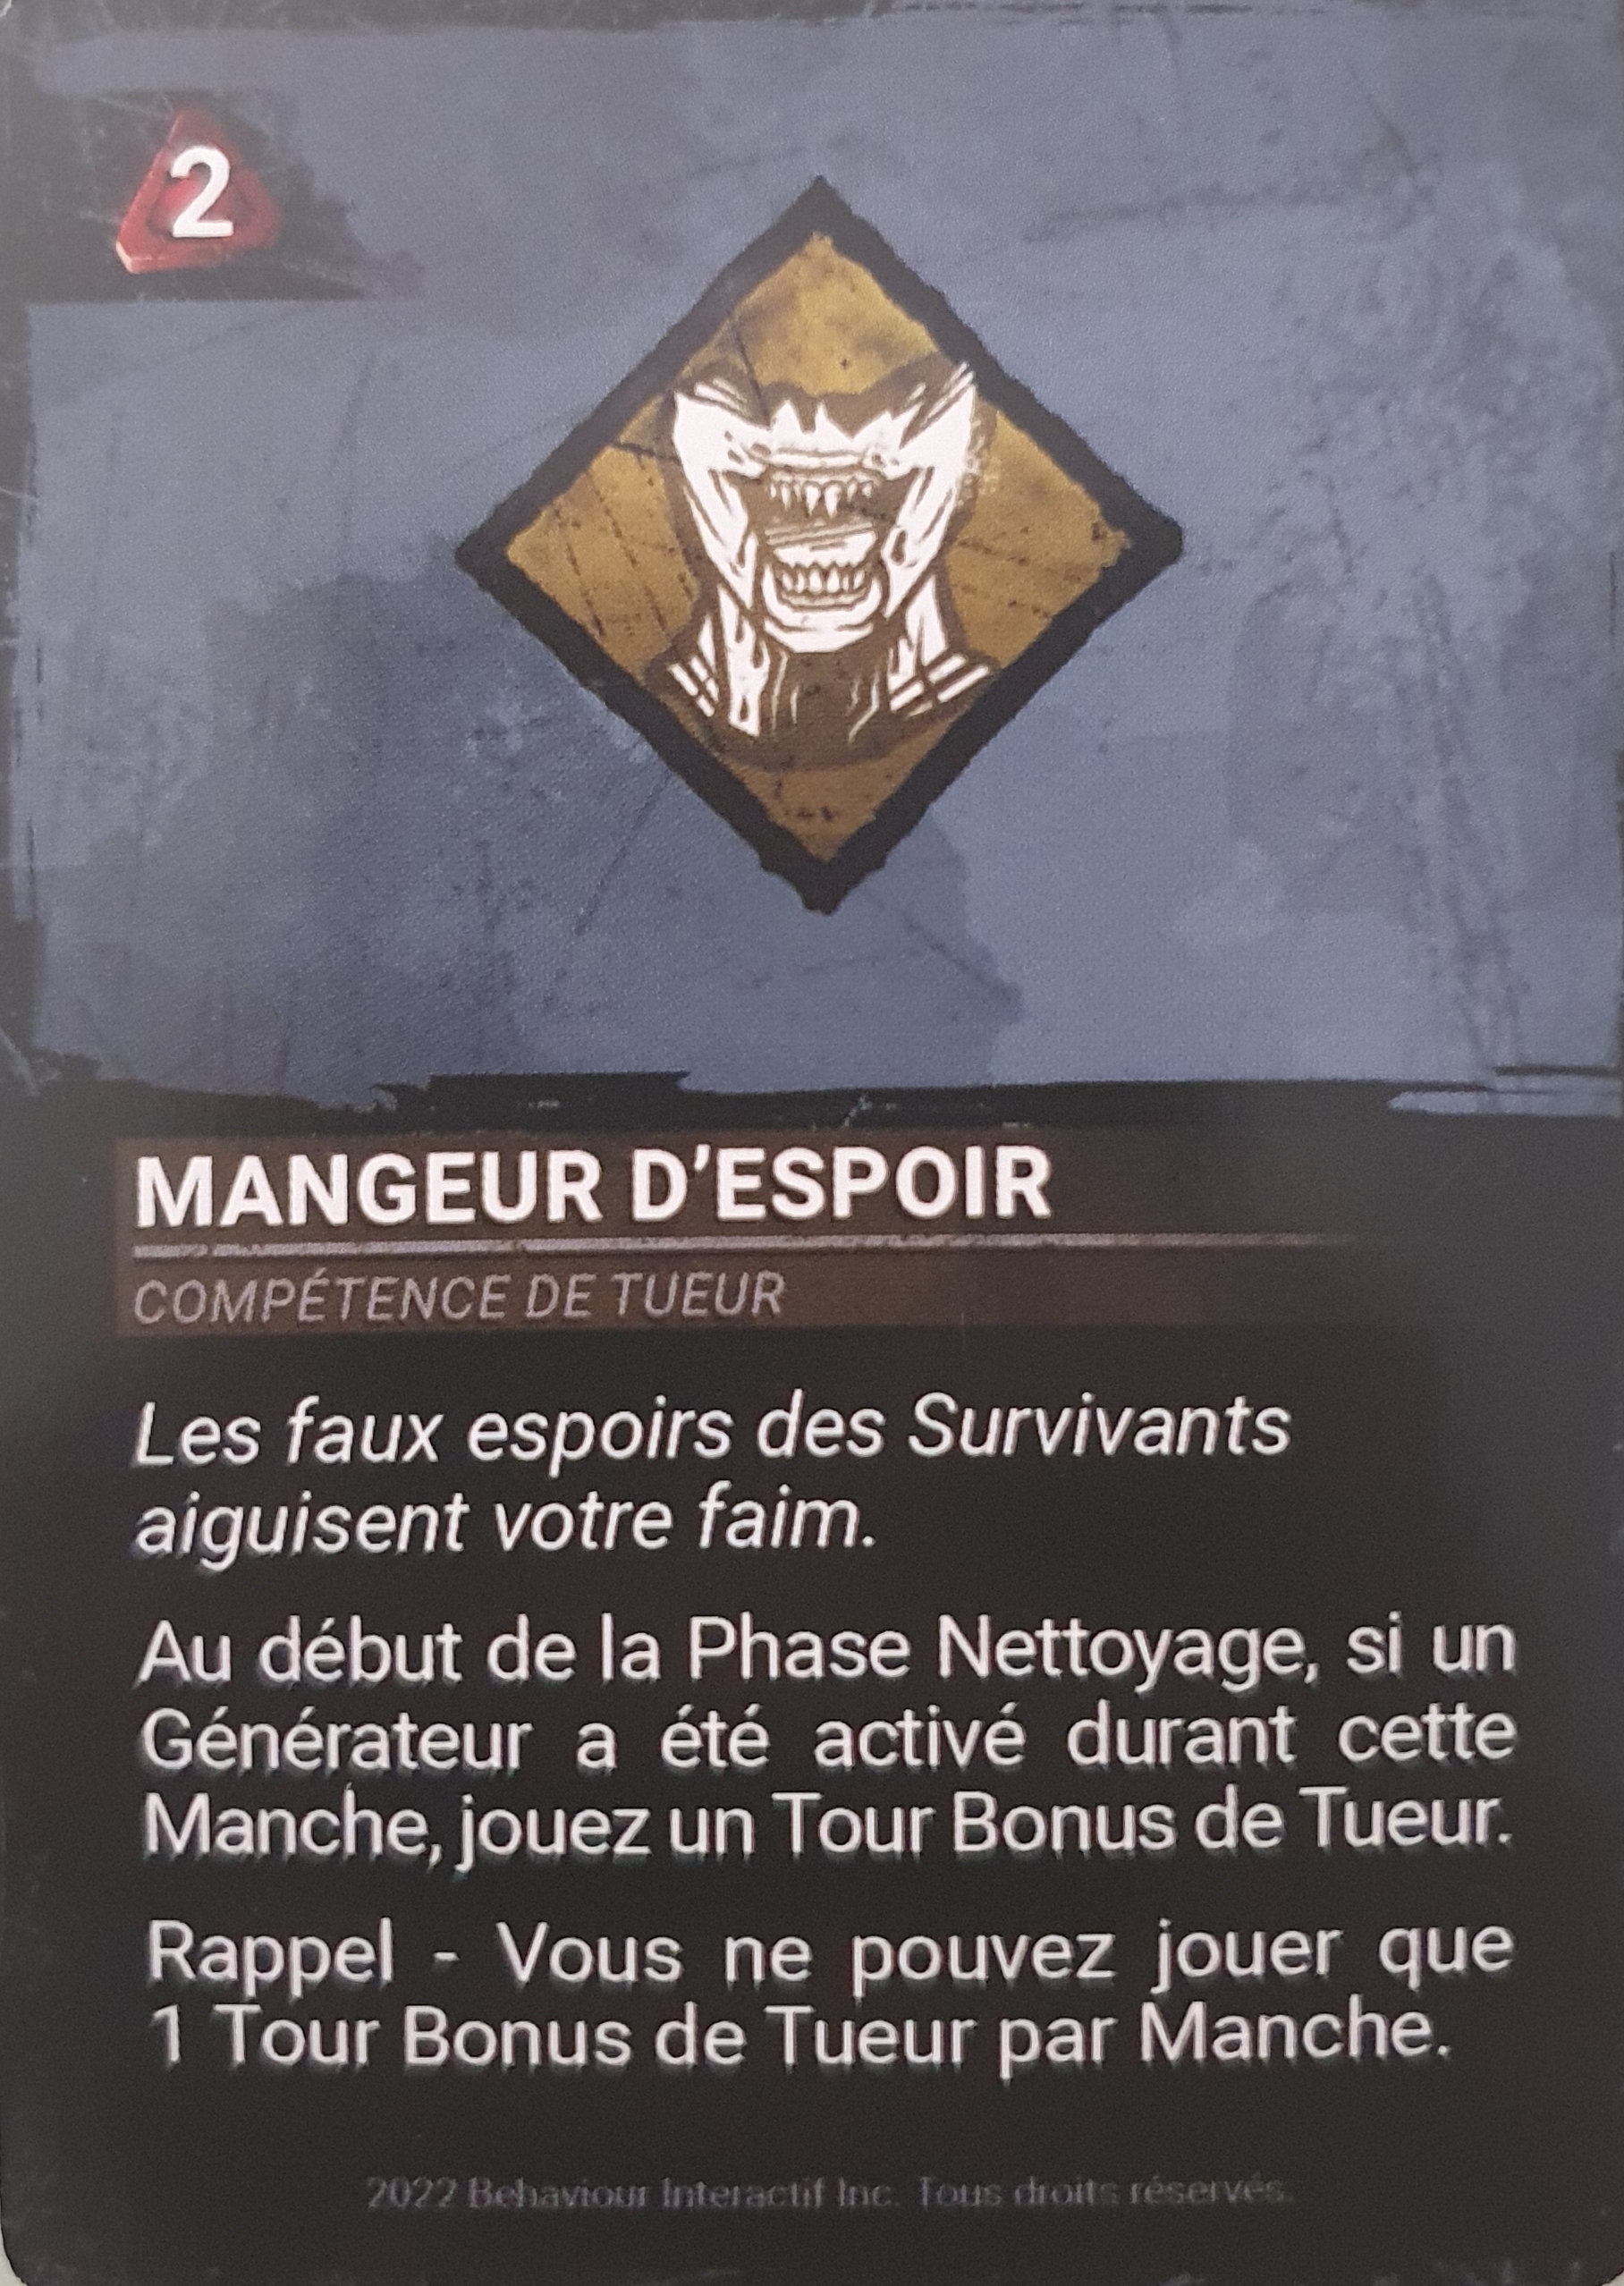 2
MANGEUR D'ESPOIR
COMPÉTENCE DE TUEUR
Les faux espoirs des Survivants
aiguisent votre faim.
Au début de la Phase Nettoyage, si un
Générateur a été activé durant cette
Manche, jouez un Tour Bonus de Tueur.
Rappel - Vous ne pouvez jouer que
1 Tour Bonus de Tueur par Manche.
2022 Behaviour Interactif Inc. Tous droits réservés.